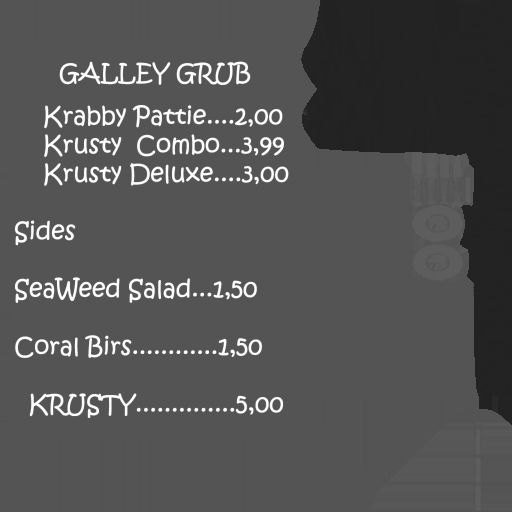 GALLEY GRUB
Krabby Pattie....2,00
Krusty Combo...3,99
Krusty Deluxe....3,00
Sides
SeaWeed Salad...1,50
Coral Birs............1,50
KRUSTY..............5,00